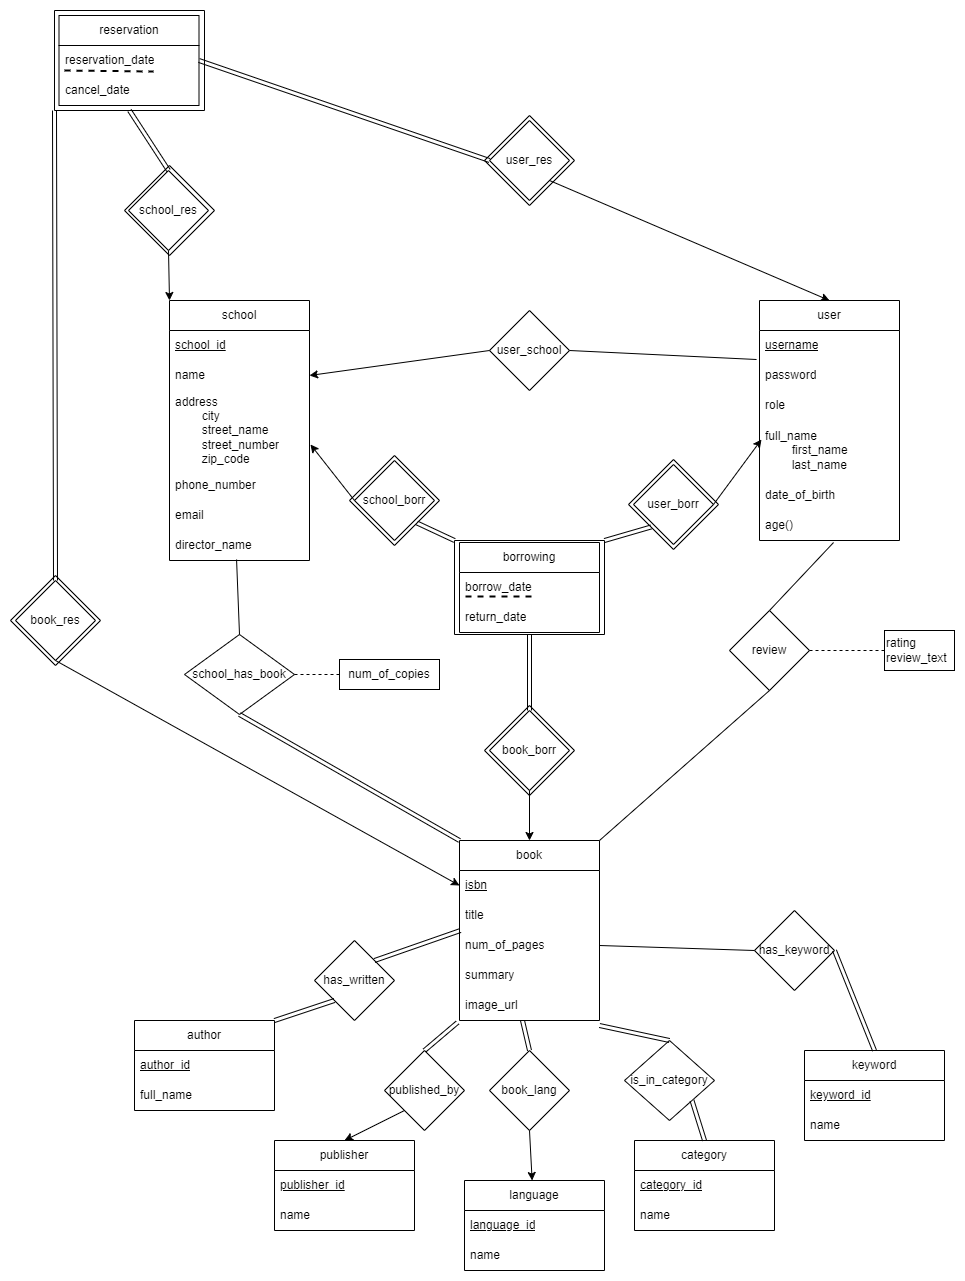 reservation
reservation_date
cancel_date
user_res
school_res
school
school_id
name
address
city
street_name
street_number
zip_code
phone_number
email
director_name
user_school
user
username
password
role
full_name
first_name
last_name
date_of_birth
age()
school_borr
user_borr
borrowing
borrow_date
return_date
book_res
school_has_book
num_of_copies
review
rating
review_text
book_borr
book
isbn
title
num_of_pages
summary
image_url
has_written
has_keyword
author
author_id
full_name
published_by
book_lang
is_in_category
keyword
keyword_id
name
publisher
publisher_id
name
language
language_id
name
category
category_id
name